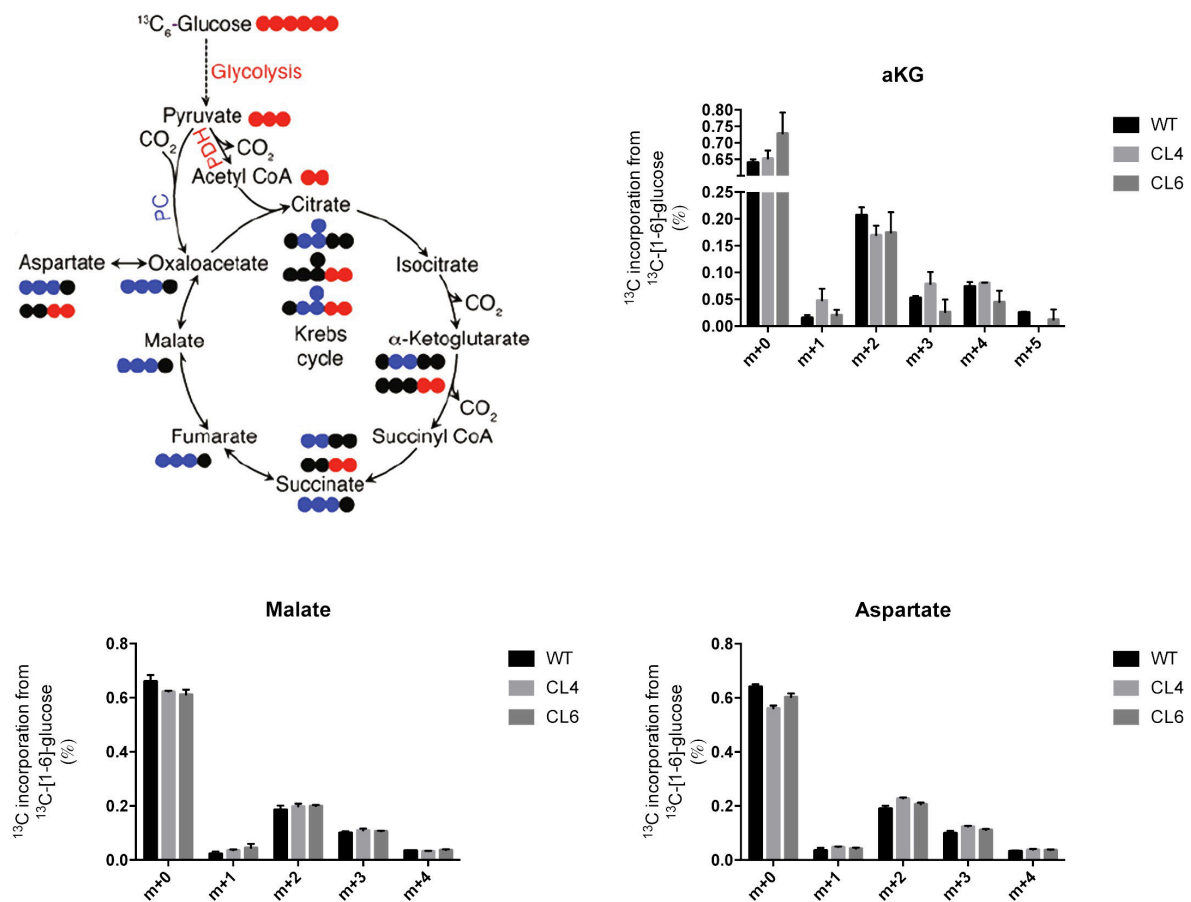 ¹³C₆-Glucose
Glycolysis
Pyruvate
CO₂
PDH
CO₂
Acetyl CoA
PC
Citrate
Aspartate
Oxaloacetate
Isocitrate
CO₂
Krebs
cycle
Malate
α-Ketoglutarate
CO₂
Fumarate
Succinyl CoA
Succinate
aKG
¹³C incorporation from
¹³C-[1-6]-glucose
(%)
0.80
0.75
0.70
0.65
0.25
0.20
0.15
0.10
0.05
0.00
m+0 m+1 m+2 m+3 m+4 m+5
WT
CL4
CL6
Malate
¹³C incorporation from
¹³C-[1-6]-glucose
(%)
0.8
0.6
0.4
0.2
0.0
m+0 m+1 m+2 m+3 m+4
WT
CL4
CL6
Aspartate
¹³C incorporation from
¹³C-[1-6]-glucose
(%)
0.8
0.6
0.4
0.2
0.0
m+0 m+1 m+2 m+3 m+4
WT
CL4
CL6